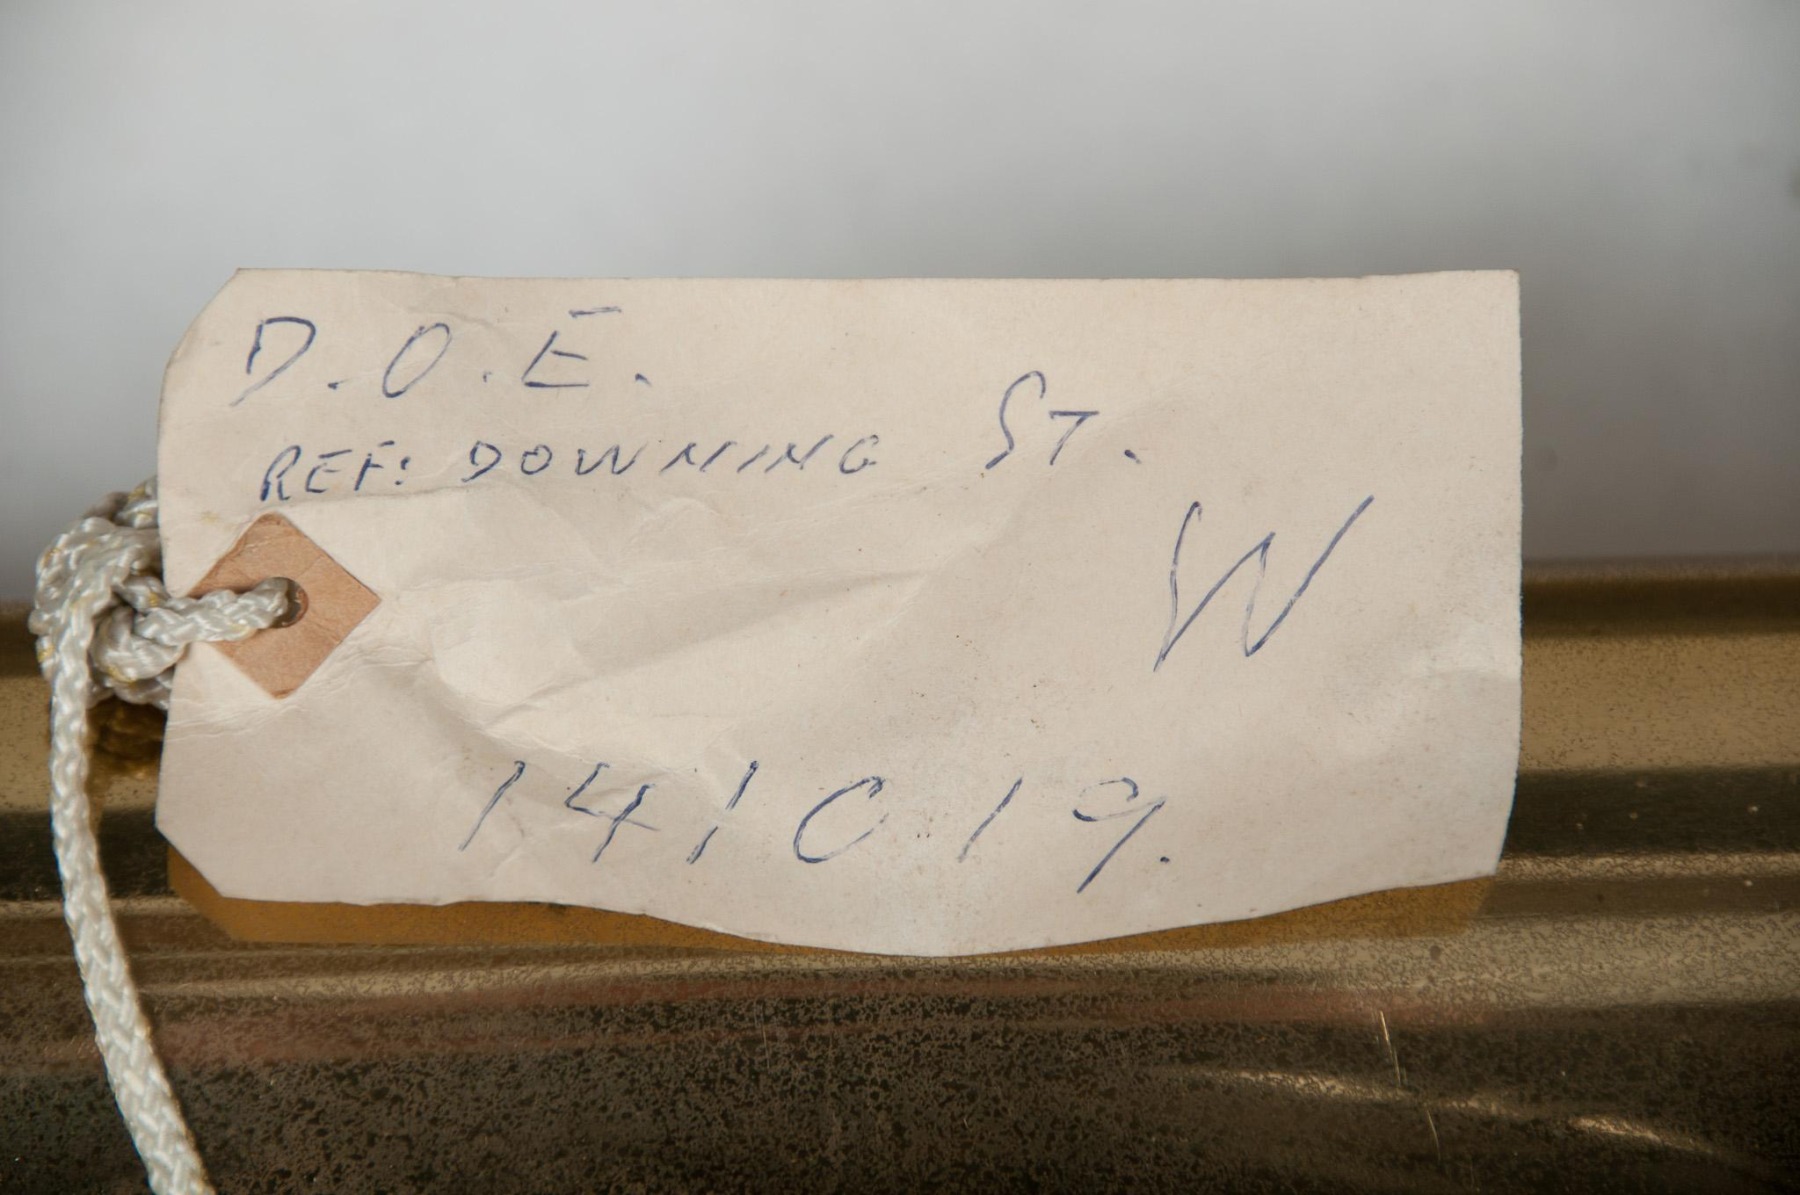 D.O.E.
REF: DOWNING ST.
W
141019.